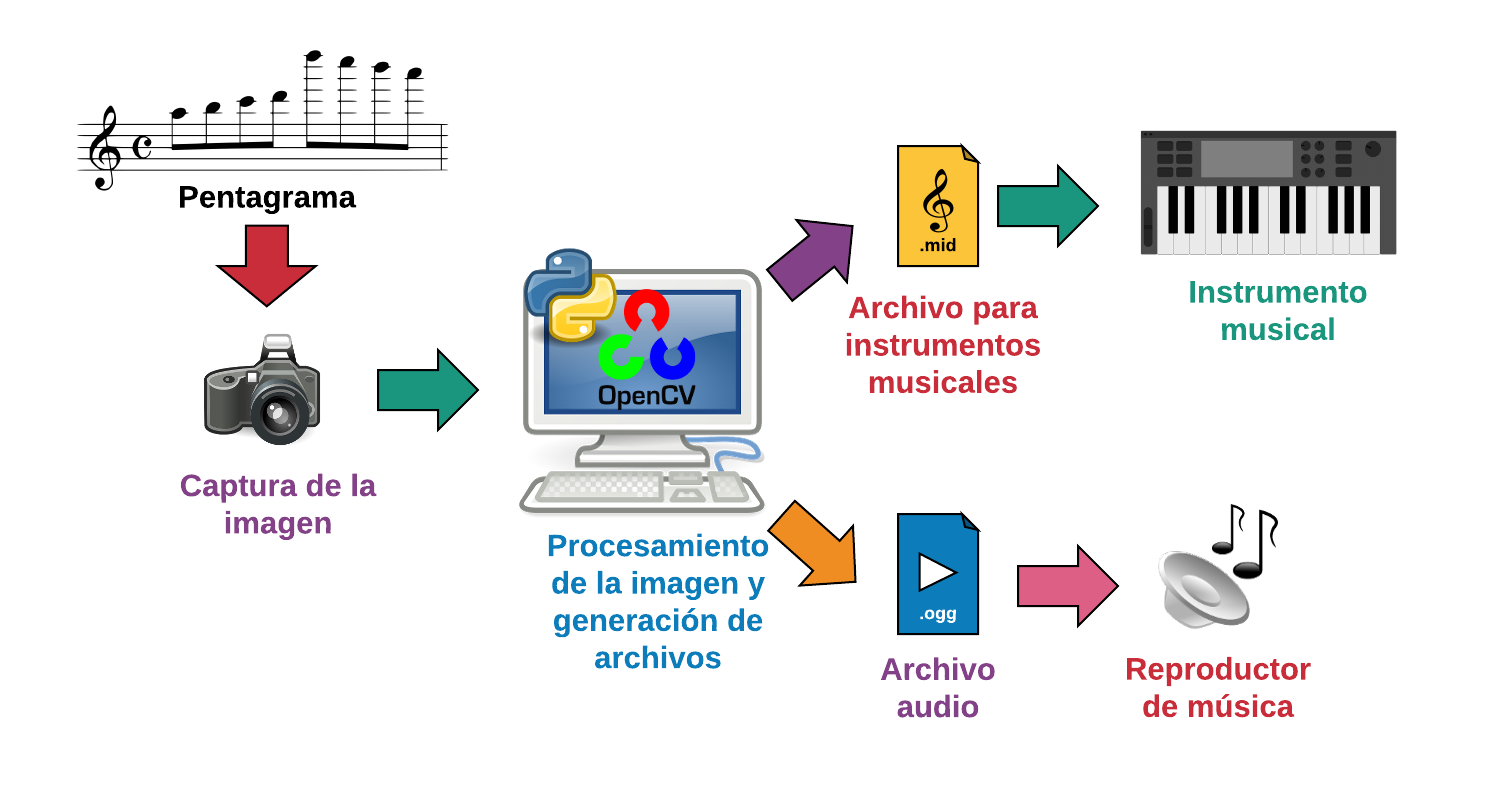 Pentagrama
Captura de la
imagen
OpenCV
Procesamiento
de la imagen y
generación de
archivos
.mid
Archivo para
instrumentos
musicales
Instrumento
musical
.ogg
Archivo
audio
Reproductor
de música